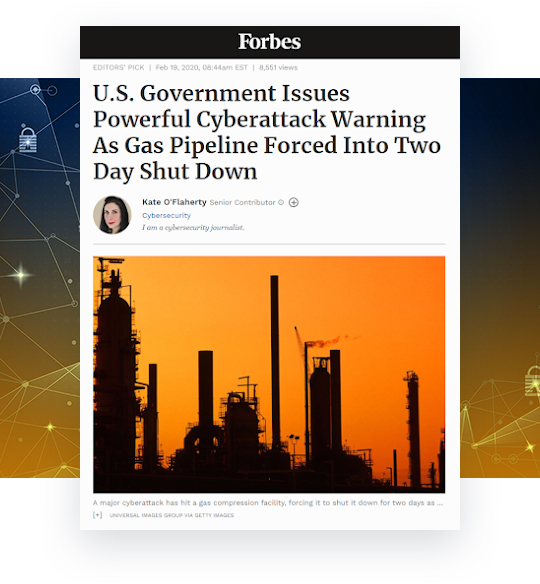 Forbes
EDITORS' PICK | Feb 19, 2020, 08:44am EST | 8,551 views
U.S. Government Issues
Powerful Cyberattack Warning
As Gas Pipeline Forced Into Two
Day Shut Down
Kate O'Flaherty Senior Contributor
Cybersecurity
I am a cybersecurity journalist.
A major cyberattack has hit a gas compression facility, forcing it to shut it down for two days as ...
[+] UNIVERSAL IMAGES GROUP VIA GETTY IMAGES